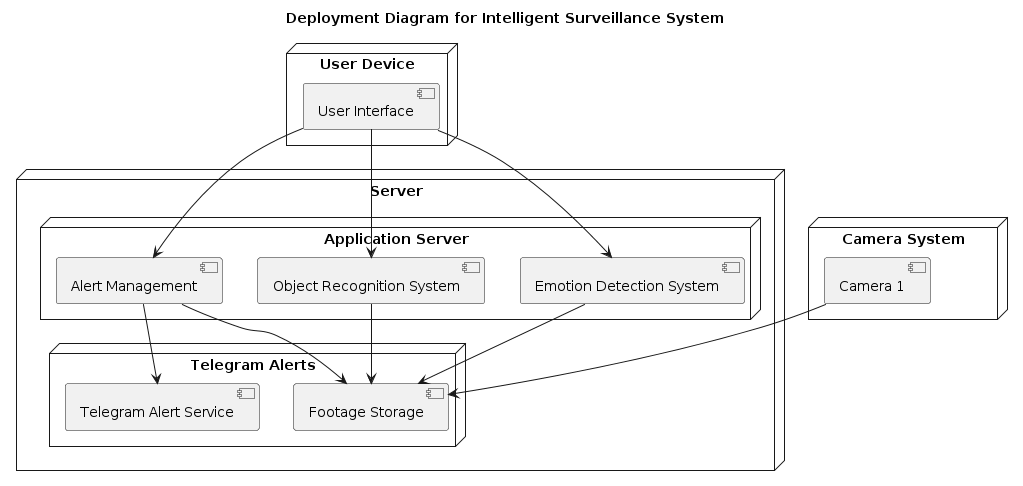 Deployment Diagram for Intelligent Surveillance System
User Device
User Interface
Server
Application Server
Camera System
Alert Management
Object Recognition System
Emotion Detection System
Camera 1
Telegram Alerts
Telegram Alert Service
Footage Storage